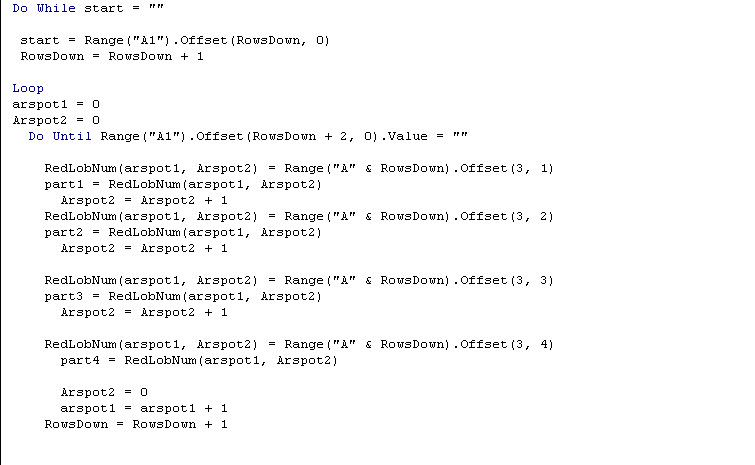 Do While start = ""
start = Range("A1").Offset(RowsDown, 0)
RowsDown = RowsDown + 1
Loop
arspot1 = 0
Arspot2 = 0
Do Until Range("A1").Offset(RowsDown + 2, 0).Value = ""
RedLobNum(arspot1, Arspot2) = Range("A" & RowsDown).Offset(3, 1)
part1 = RedLobNum(arspot1, Arspot2)
Arspot2 = Arspot2 + 1
RedLobNum(arspot1, Arspot2) = Range("A" & RowsDown).Offset(3, 2)
part2 = RedLobNum(arspot1, Arspot2)
Arspot2 = Arspot2 + 1
RedLobNum(arspot1, Arspot2) = Range("A" & RowsDown).Offset(3, 3)
part3 = RedLobNum(arspot1, Arspot2)
Arspot2 = Arspot2 + 1
RedLobNum(arspot1, Arspot2) = Range("A" & RowsDown).Offset(3, 4)
part4 = RedLobNum(arspot1, Arspot2)
Arspot2 = 0
arspot1 = arspot1 + 1
RowsDown = RowsDown + 1